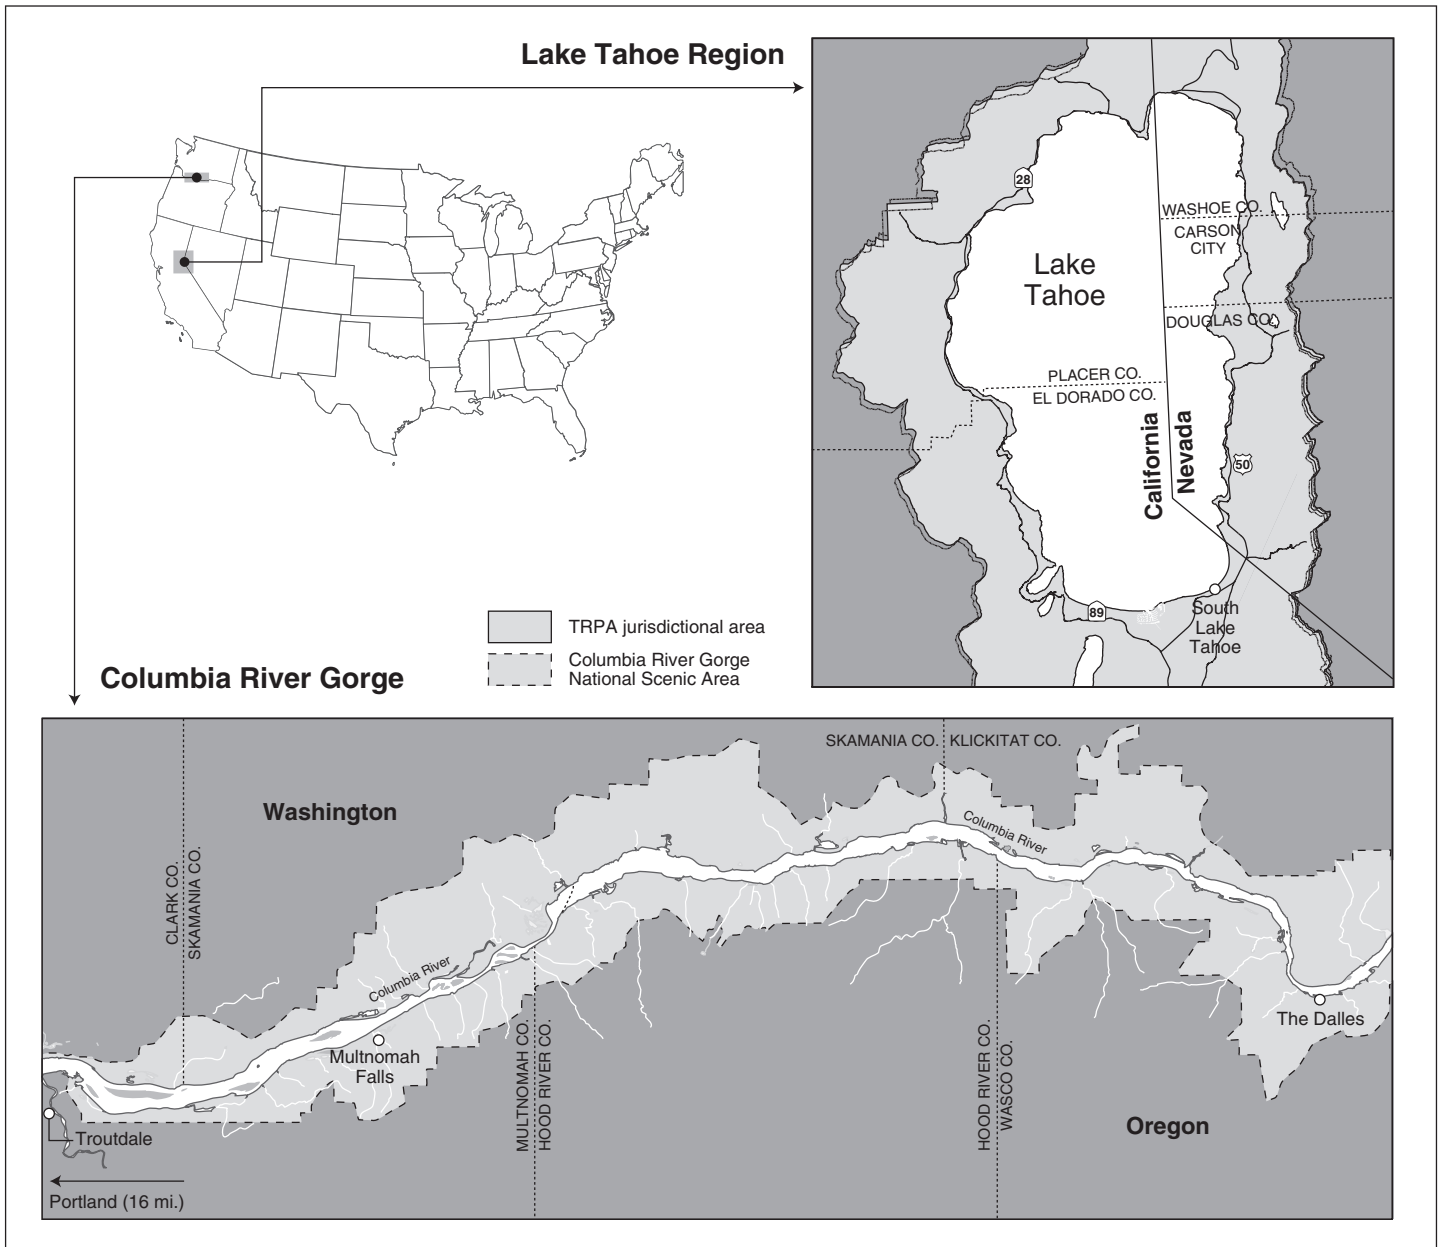 Lake Tahoe Region
28
WASHOE CO.
CARSON
CITY
Lake
Tahoe
DOUGLAS CO.
PLACER CO.
EL DORADO CO.
California
Nevada
50
89
South
Lake
Tahoe
TRPA jurisdictional area
Columbia River Gorge
National Scenic Area
Columbia River Gorge
SKAMANIA CO.
KLICKITAT CO.
Washington
Columbia River
CLARK CO.
SKAMANIA CO.
Columbia River
The Dalles
Multnomah
Falls
MULTNOMAH CO.
HOOD RIVER CO.
HOOD RIVER CO.
WASCO CO.
Oregon
Troutdale
Portland (16 mi.)